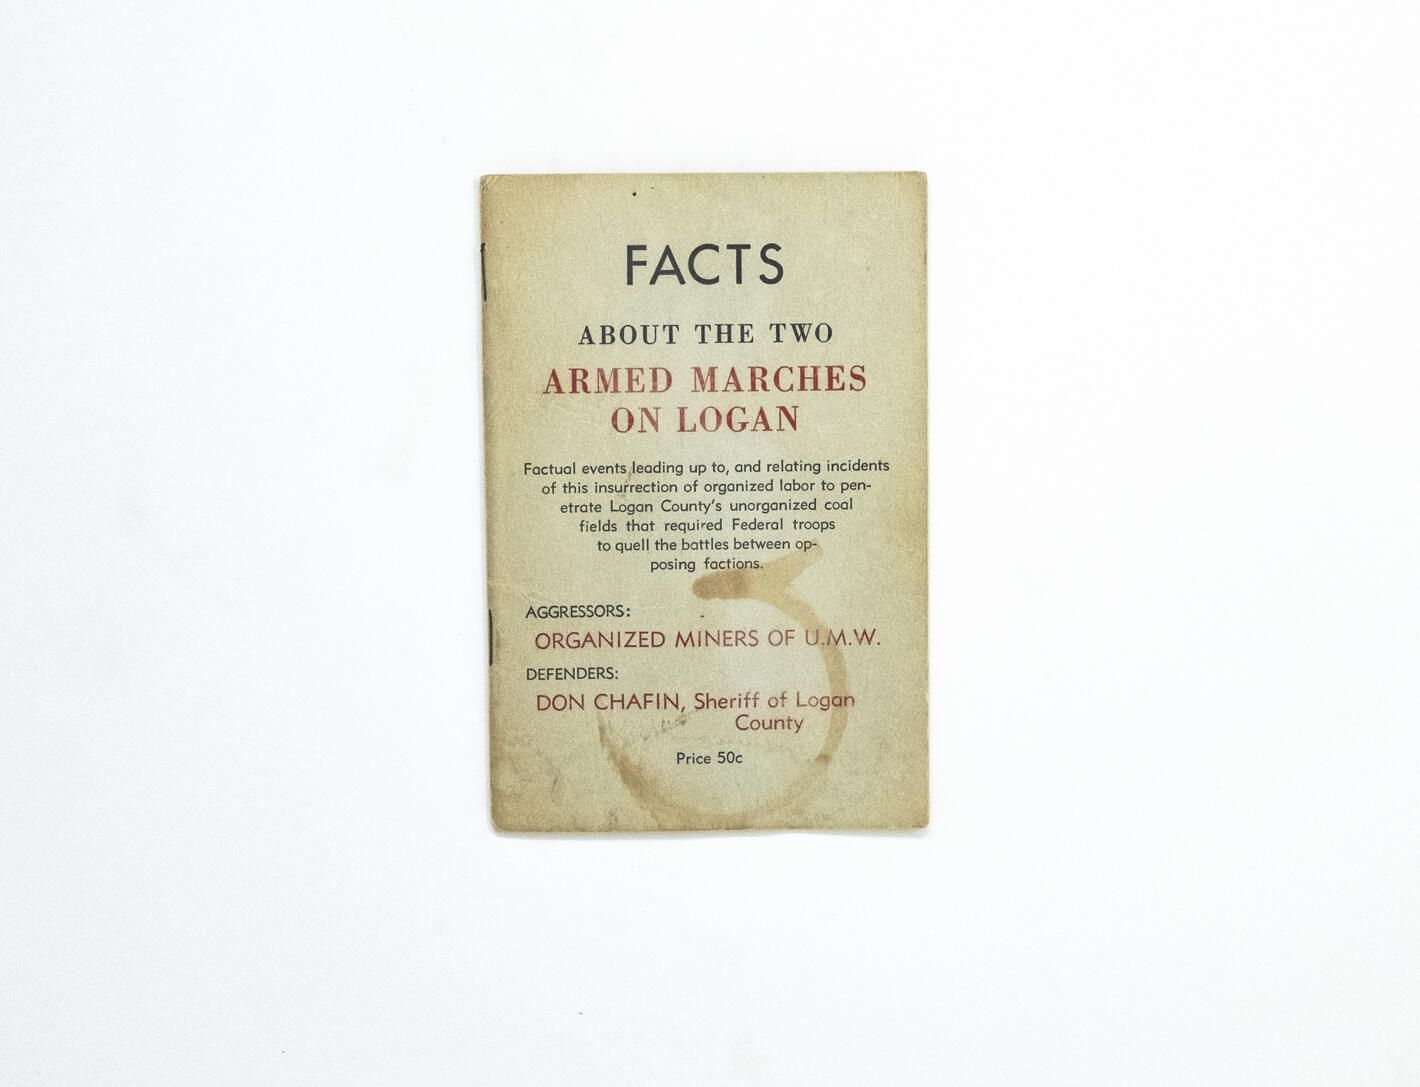 FACTS
ABOUT THE TWO
ARMED MARCHES
ON LOGAN
Factual events leading up to, and relating incidents
of this insurrection of organized labor to pen-
etrate Logan County's unorganized coal
fields that required Federal troops
to quell the battles between op-
posing factions.
AGGRESSORS:
ORGANIZED MINERS OF U.M.W.
DEFENDERS:
DON CHAFIN, Sheriff of Logan
County
Price 50c